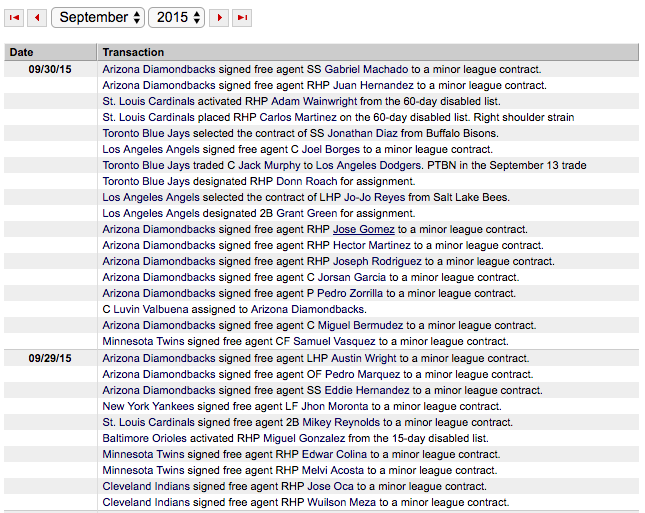 September 2015
Date Transaction
09/30/15 Arizona Diamondbacks signed free agent SS Gabriel Machado to a minor league contract.
Arizona Diamondbacks signed free agent RHP Juan Hernandez to a minor league contract.
St. Louis Cardinals activated RHP Adam Wainwright from the 60-day disabled list.
St. Louis Cardinals placed RHP Carlos Martinez on the 60-day disabled list. Right shoulder strain
Toronto Blue Jays selected the contract of SS Jonathan Diaz from Buffalo Bisons.
Los Angeles Angels signed free agent C Joel Borges to a minor league contract.
Toronto Blue Jays traded C Jack Murphy to Los Angeles Dodgers. PTBN in the September 13 trade
Toronto Blue Jays designated RHP Donn Roach for assignment.
Los Angeles Angels selected the contract of LHP Jo-Jo Reyes from Salt Lake Bees.
Los Angeles Angels designated 2B Grant Green for assignment.
Arizona Diamondbacks signed free agent RHP Jose Gomez to a minor league contract.
Arizona Diamondbacks signed free agent RHP Hector Martinez to a minor league contract.
Arizona Diamondbacks signed free agent RHP Joseph Rodriguez to a minor league contract.
Arizona Diamondbacks signed free agent C Jorsan Garcia to a minor league contract.
Arizona Diamondbacks signed free agent P Pedro Zorrilla to a minor league contract.
C Luvin Valbuena assigned to Arizona Diamondbacks.
Arizona Diamondbacks signed free agent C Miguel Bermudez to a minor league contract.
Minnesota Twins signed free agent CF Samuel Vasquez to a minor league contract.
09/29/15 Arizona Diamondbacks signed free agent LHP Austin Wright to a minor league contract.
Arizona Diamondbacks signed free agent OF Pedro Marquez to a minor league contract.
Arizona Diamondbacks signed free agent SS Eddie Hernandez to a minor league contract.
New York Yankees signed free agent LF Jhon Moronta to a minor league contract.
St. Louis Cardinals signed free agent 2B Mikey Reynolds to a minor league contract.
Baltimore Orioles activated RHP Miguel Gonzalez from the 15-day disabled list.
Minnesota Twins signed free agent RHP Edwar Colina to a minor league contract.
Minnesota Twins signed free agent RHP Melvi Acosta to a minor league contract.
Cleveland Indians signed free agent RHP Jose Oca to a minor league contract.
Cleveland Indians signed free agent RHP Wuilson Meza to a minor league contract.